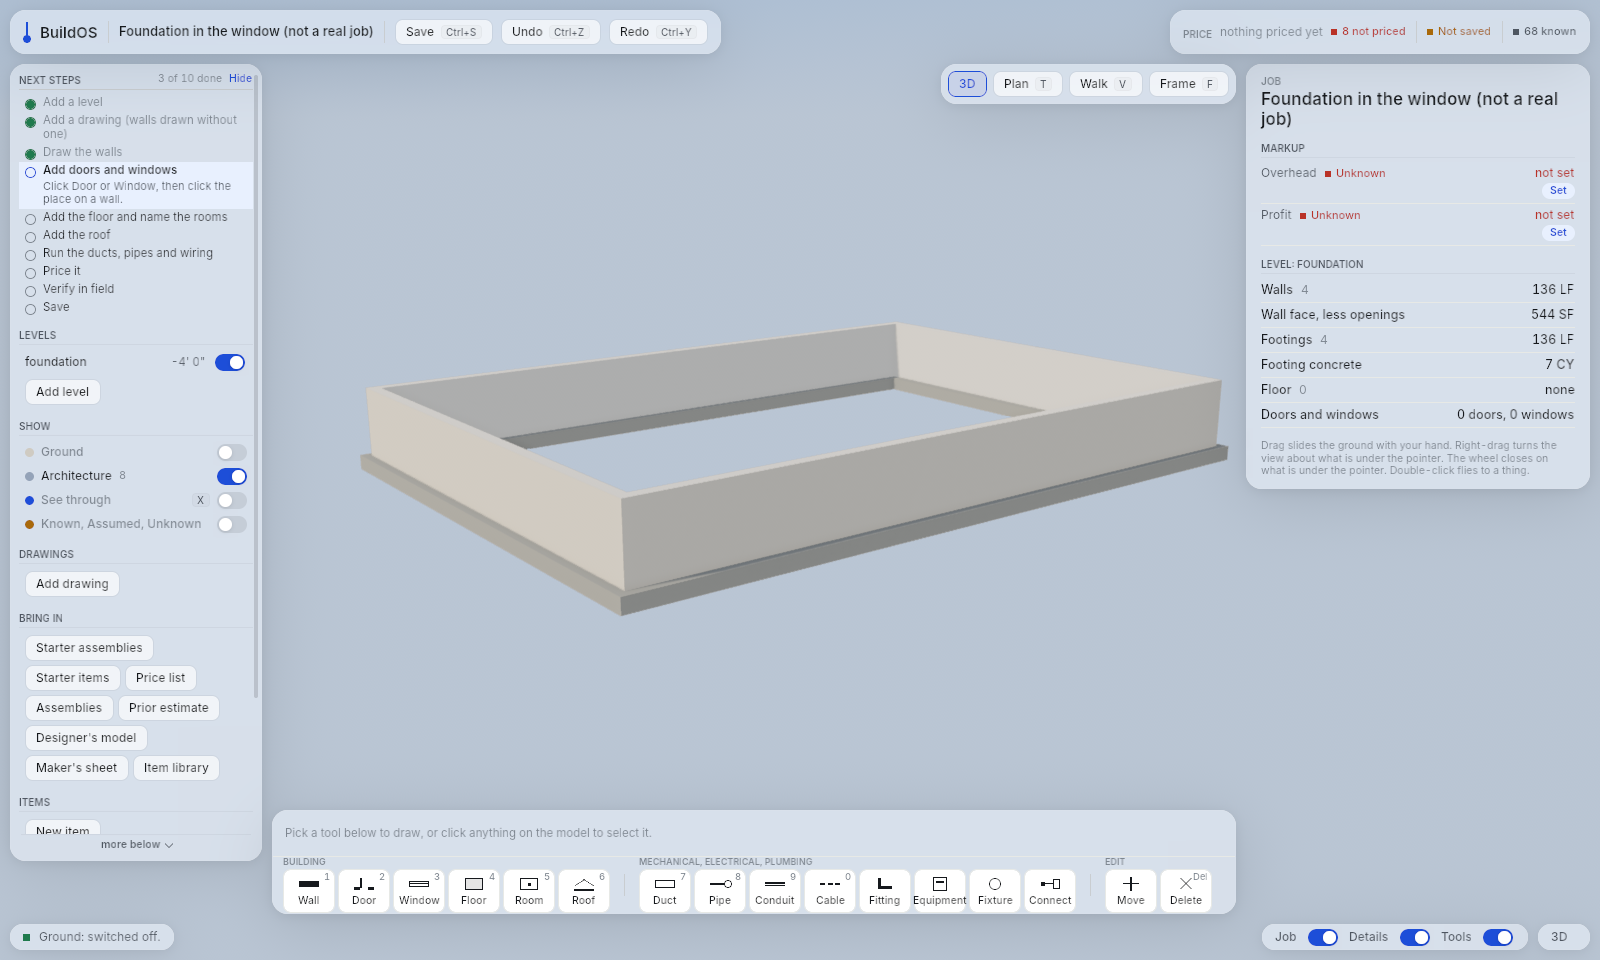 BuildOS
Foundation in the window (not a real job)
Save Ctrl+S
Undo Ctrl+Z
Redo Ctrl+Y
PRICE nothing priced yet 8 not priced Not saved 68 known
NEXT STEPS 3 of 10 done Hide
Add a level
Add a drawing (walls drawn without
one)
Draw the walls
Add doors and windows
Click Door or Window, then click the
place on a wall.
Add the floor and name the rooms
Add the roof
Run the ducts, pipes and wiring
Price it
Verify in field
Save
LEVELS
foundation -4' 0"
Add level
SHOW
Ground
Architecture 8
See through X
Known, Assumed, Unknown
DRAWINGS
Add drawing
BRING IN
Starter assemblies
Starter items Price list
Assemblies Prior estimate
Designer's model
Maker's sheet Item library
ITEMS
New item
more below
3D Plan T Walk V Frame F
JOB
Foundation in the window (not a real
job)
MARKUP
Overhead Unknown not set
Set
Profit Unknown not set
Set
LEVEL: FOUNDATION
Walls 4 136 LF
Wall face, less openings 544 SF
Footings 4 136 LF
Footing concrete 7 CY
Floor 0 none
Doors and windows 0 doors, 0 windows
Drag slides the ground with your hand. Right-drag turns the
view about what is under the pointer. The wheel closes on
what is under the pointer. Double-click flies to a thing.
Pick a tool below to draw, or click anything on the model to select it.
BUILDING MECHANICAL, ELECTRICAL, PLUMBING EDIT
1 2 3 4 5 6 7 8 9 0 Del
Wall Door Window Floor Room Roof Duct Pipe Conduit Cable Fitting Equipment Fixture Connect Move Delete
Ground: switched off.
Job Details Tools 3D